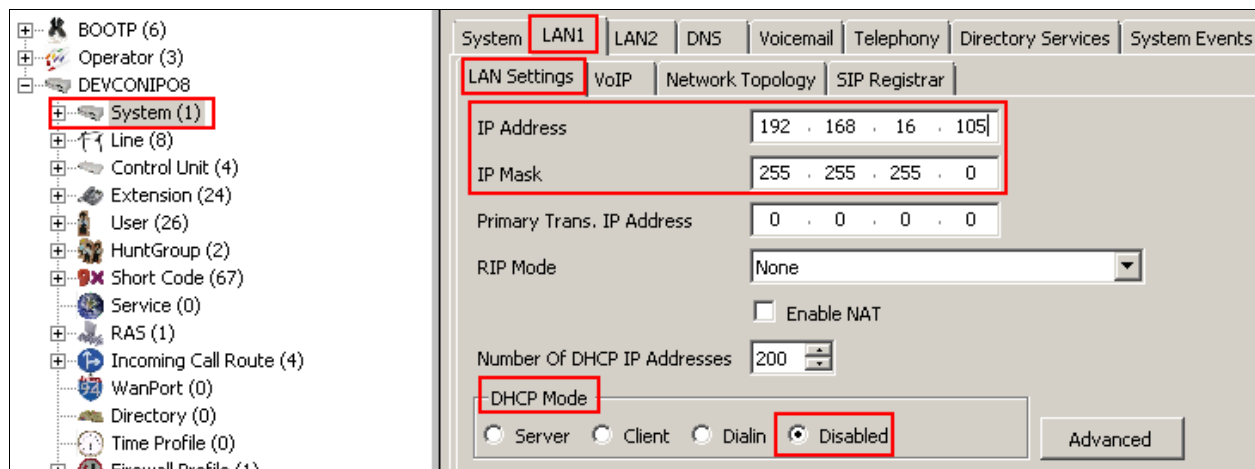 BOOTP (6)
Operator (3)
DEVCONIPO8
System (1)
Line (8)
Control Unit (4)
Extension (24)
User (26)
HuntGroup (2)
Short Code (67)
Service (0)
RAS (1)
Incoming Call Route (4)
WanPort (0)
Directory (0)
Time Profile (0)
Firewall Profile (1)
System LAN1 LAN2 DNS Voicemail Telephony Directory Services System Events
LAN Settings VoIP Network Topology SIP Registrar
IP Address 192 . 168 . 16 . 105
IP Mask 255 . 255 . 255 . 0
Primary Trans. IP Address 0 . 0 . 0 . 0
RIP Mode None
Enable NAT
Number Of DHCP IP Addresses 200
DHCP Mode
Server Client Dialin Disabled
Advanced